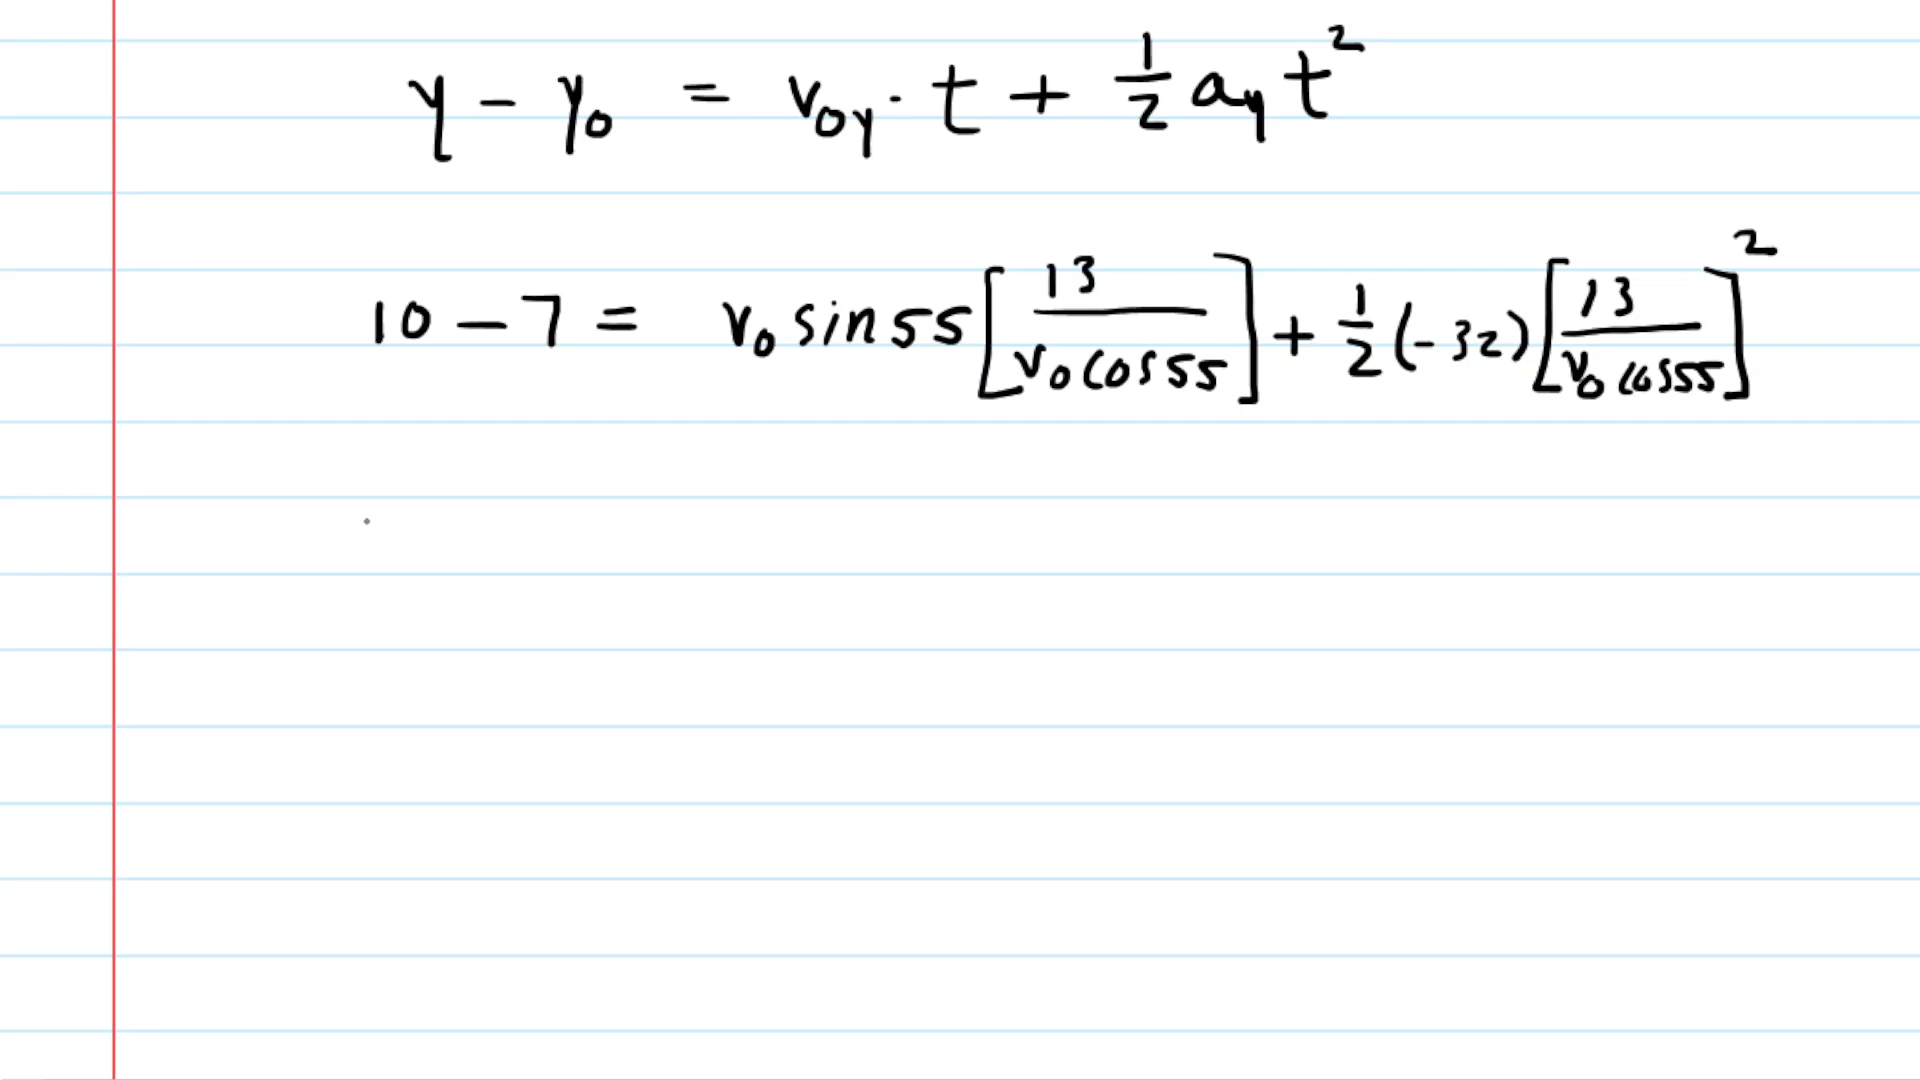 y - y₀ = v₀y · t + ½ ay t²
10 - 7 = v₀ sin 55 [13 / v₀ cos 55] + ½ (-32) [13 / v₀ cos 55]²